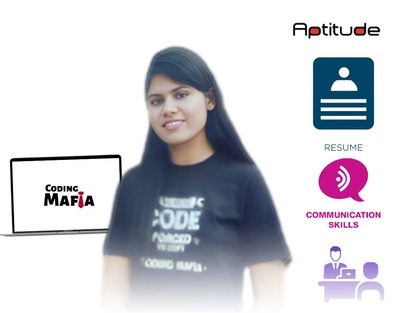 Aptitude
RESUME
COMMUNICATION
SKILLS
CODING
MAFIA
CODE
FORCED
CODING MAFIA